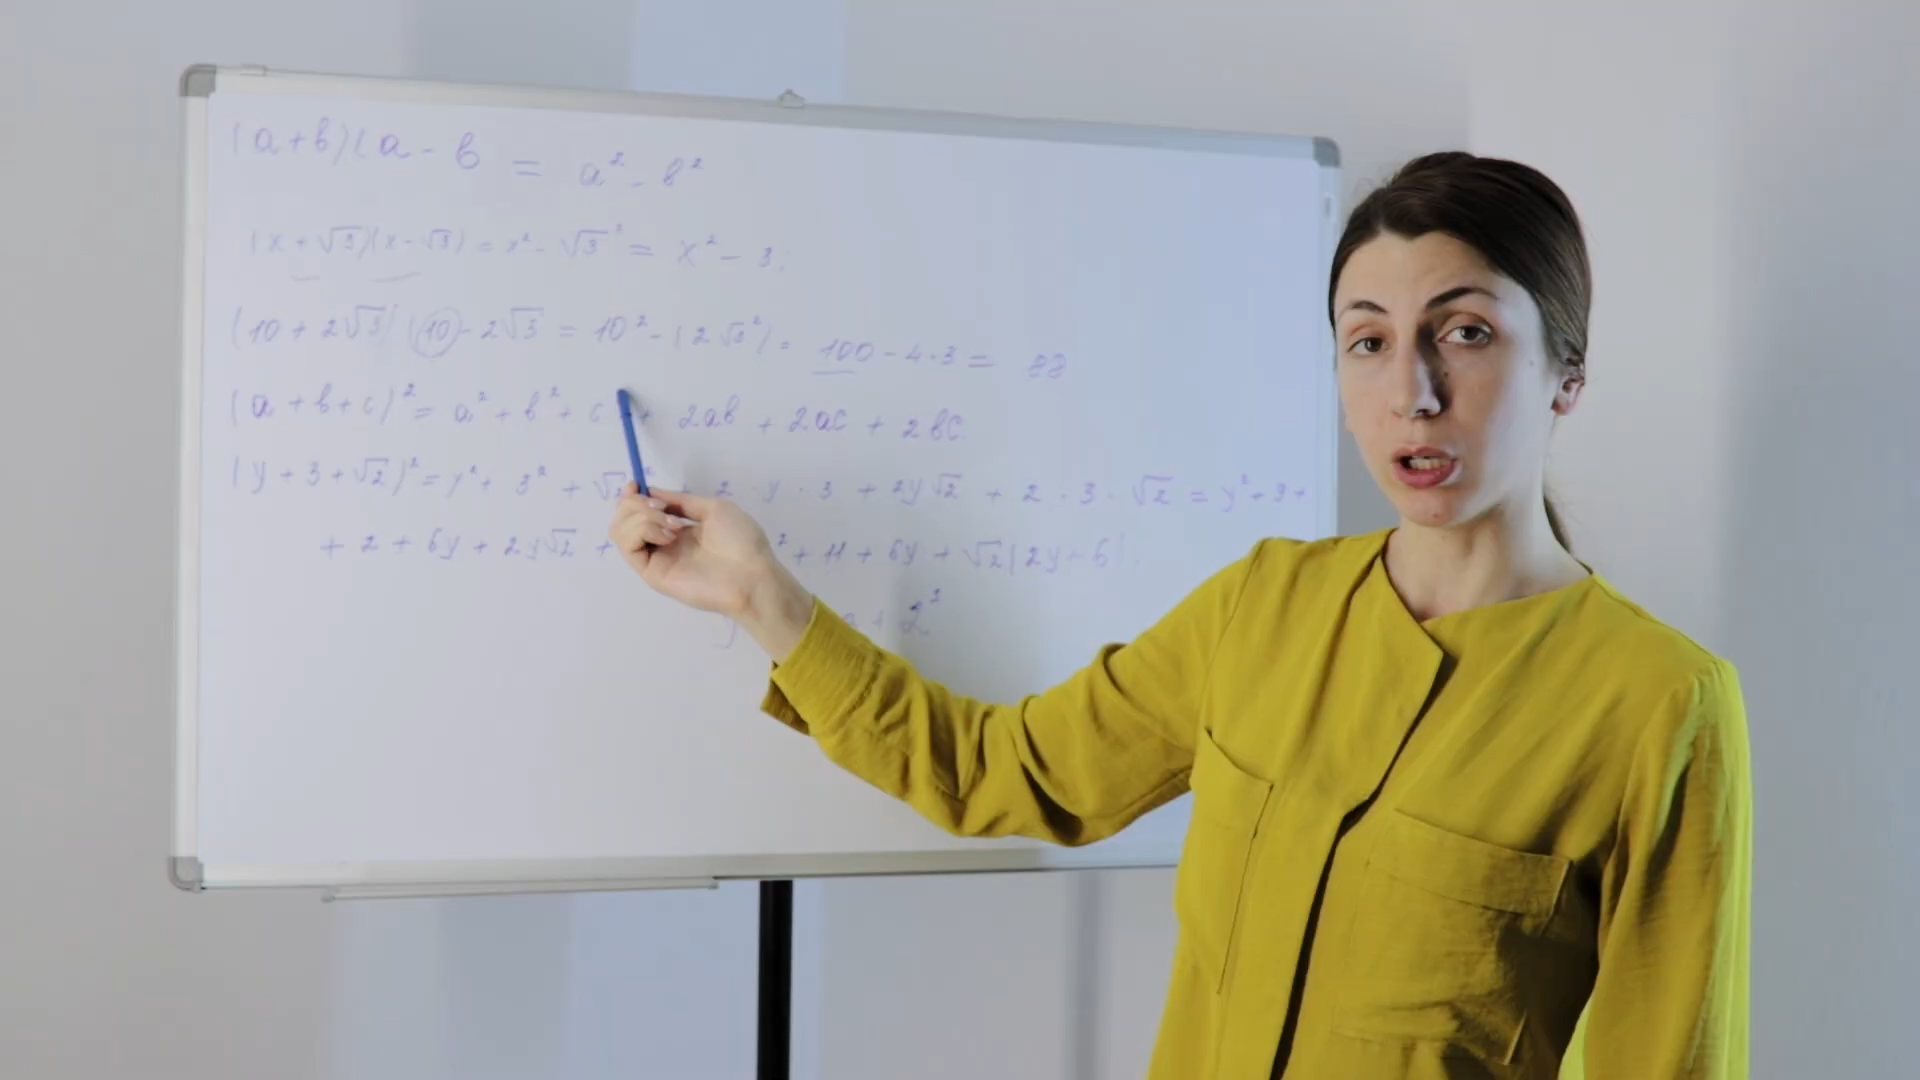 (a+b)(a-b = a² - b²
(x+√3)(x-√3) = x² - √3² = x² - 3;
(10+2√3)(10-2√3 = 10² - (2√3²) = 100 - 4·3 = 88
(a+b+c)² = a² + b² + c + 2ab + 2ac + 2bc.
(y+3+√2)² = y² + 3² + √2² + 2·y·3 + 2y√2 + 2·3·√2 = y² + 9 +
+ 2 + 6y + 2y√2 + ² + 11 + 6y + √2(2y+6).